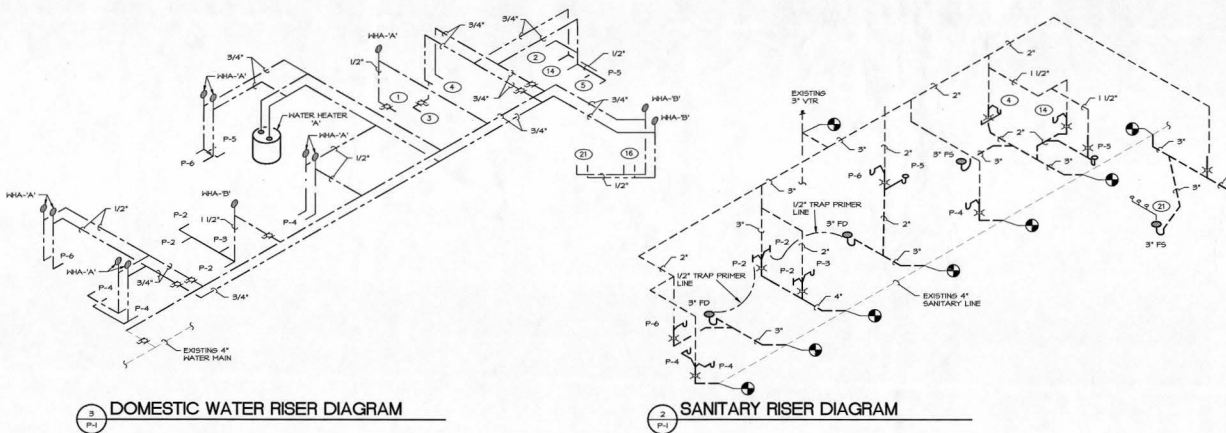 3/4"
WHA-'A'
WATER HEATER
'A'
P-5
P-6
WHA-'A'
1/2"
WHA-'A'
1/2"
1
3
4
3/4"
3/4"
3/4"
2
14
1/2"
P-5
5
3/4"
3/4"
3/4"
WHA-'B'
WHA-'B'
21
16
1/2"
WHA-'A'
1/2"
WHA-'B'
1 1/2"
P-2
P-2
P-3
P-2
P-4
P-6
WHA-'A'
P-4
P-4
3/4"
3/4"
EXISTING 4"
WATER MAIN
3
P-1
DOMESTIC WATER RISER DIAGRAM
2"
EXISTING
3" VTR
2"
3"
1 1/2"
4
14
1 1/2"
2"
2"
3" FS
3"
3"
P-5
3"
3"
21
3" FS
P-5
P-6
2"
P-4
3"
1/2" TRAP PRIMER
LINE
3" FD
3"
2"
P-2
P-2
P-2
P-3
3"
EXISTING 4"
SANITARY LINE
4"
2"
1/2" TRAP PRIMER
LINE
3" FD
3"
P-6
P-4
P-4
2
P-1
SANITARY RISER DIAGRAM